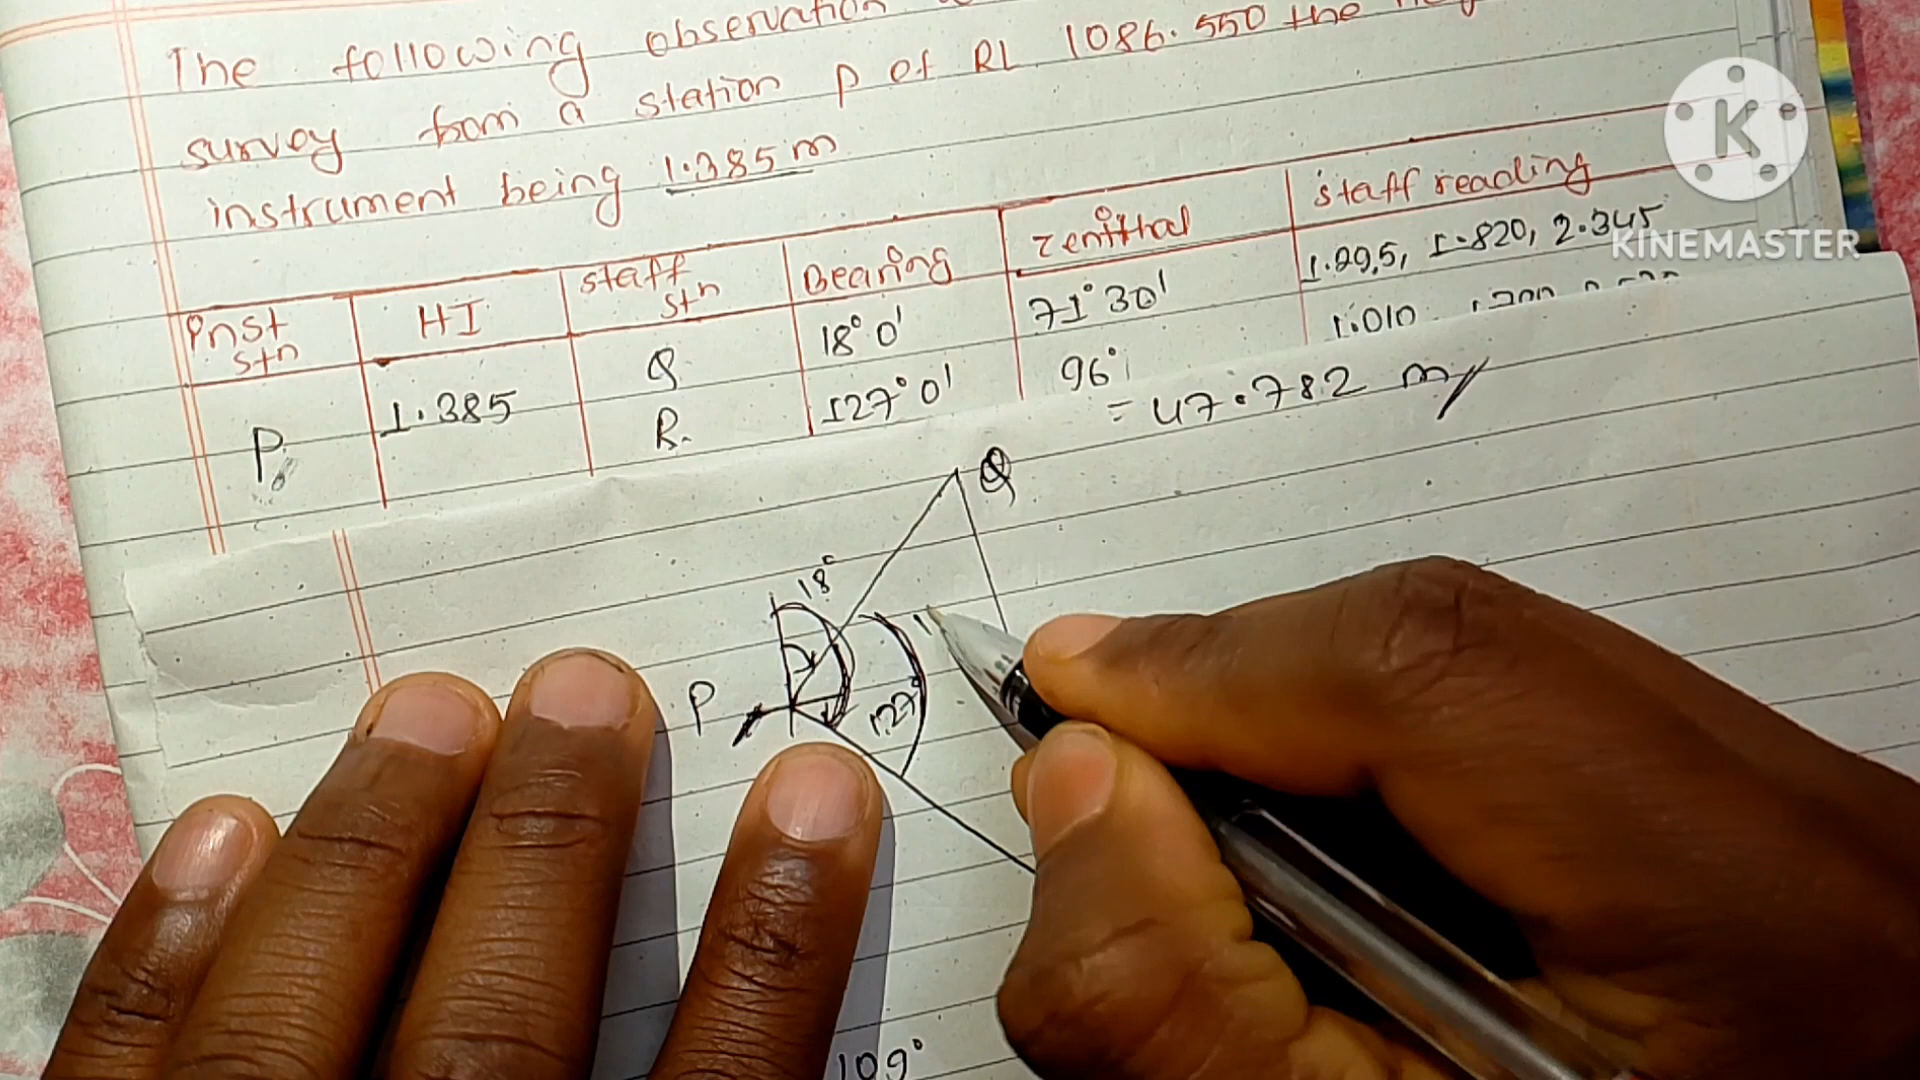 The following observation
survey from a station P of RL 1086.550 the
instrument being 1.385 m
Inst stn HI staff stn Bearing Zenithal staff reading
P 1.385 Q 18°0' 71°30' 1.295, 1.820, 2.345
R. 127°0' 96° 1.010
= 47.782 m
Q
18°
P
127°
109°
K
KINEMASTER